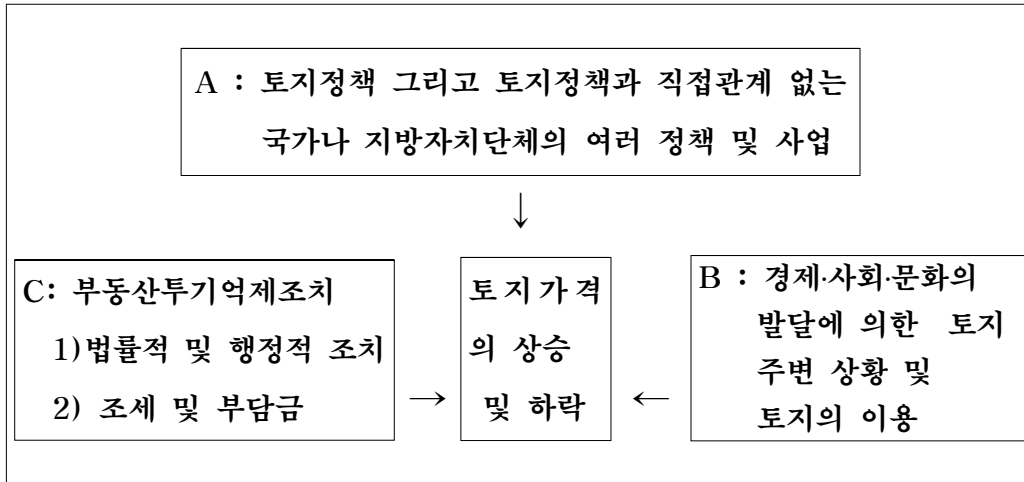 A : 토지정책 그리고 토지정책과 직접관계 없는
국가나 지방자치단체의 여러 정책 및 사업
↓
C: 부동산투기억제조치
1)법률적 및 행정적 조치
2) 조세 및 부담금
→
토지가격
의 상승
및 하락
←
B : 경제·사회·문화의
발달에 의한 토지
주변 상황 및
토지의 이용